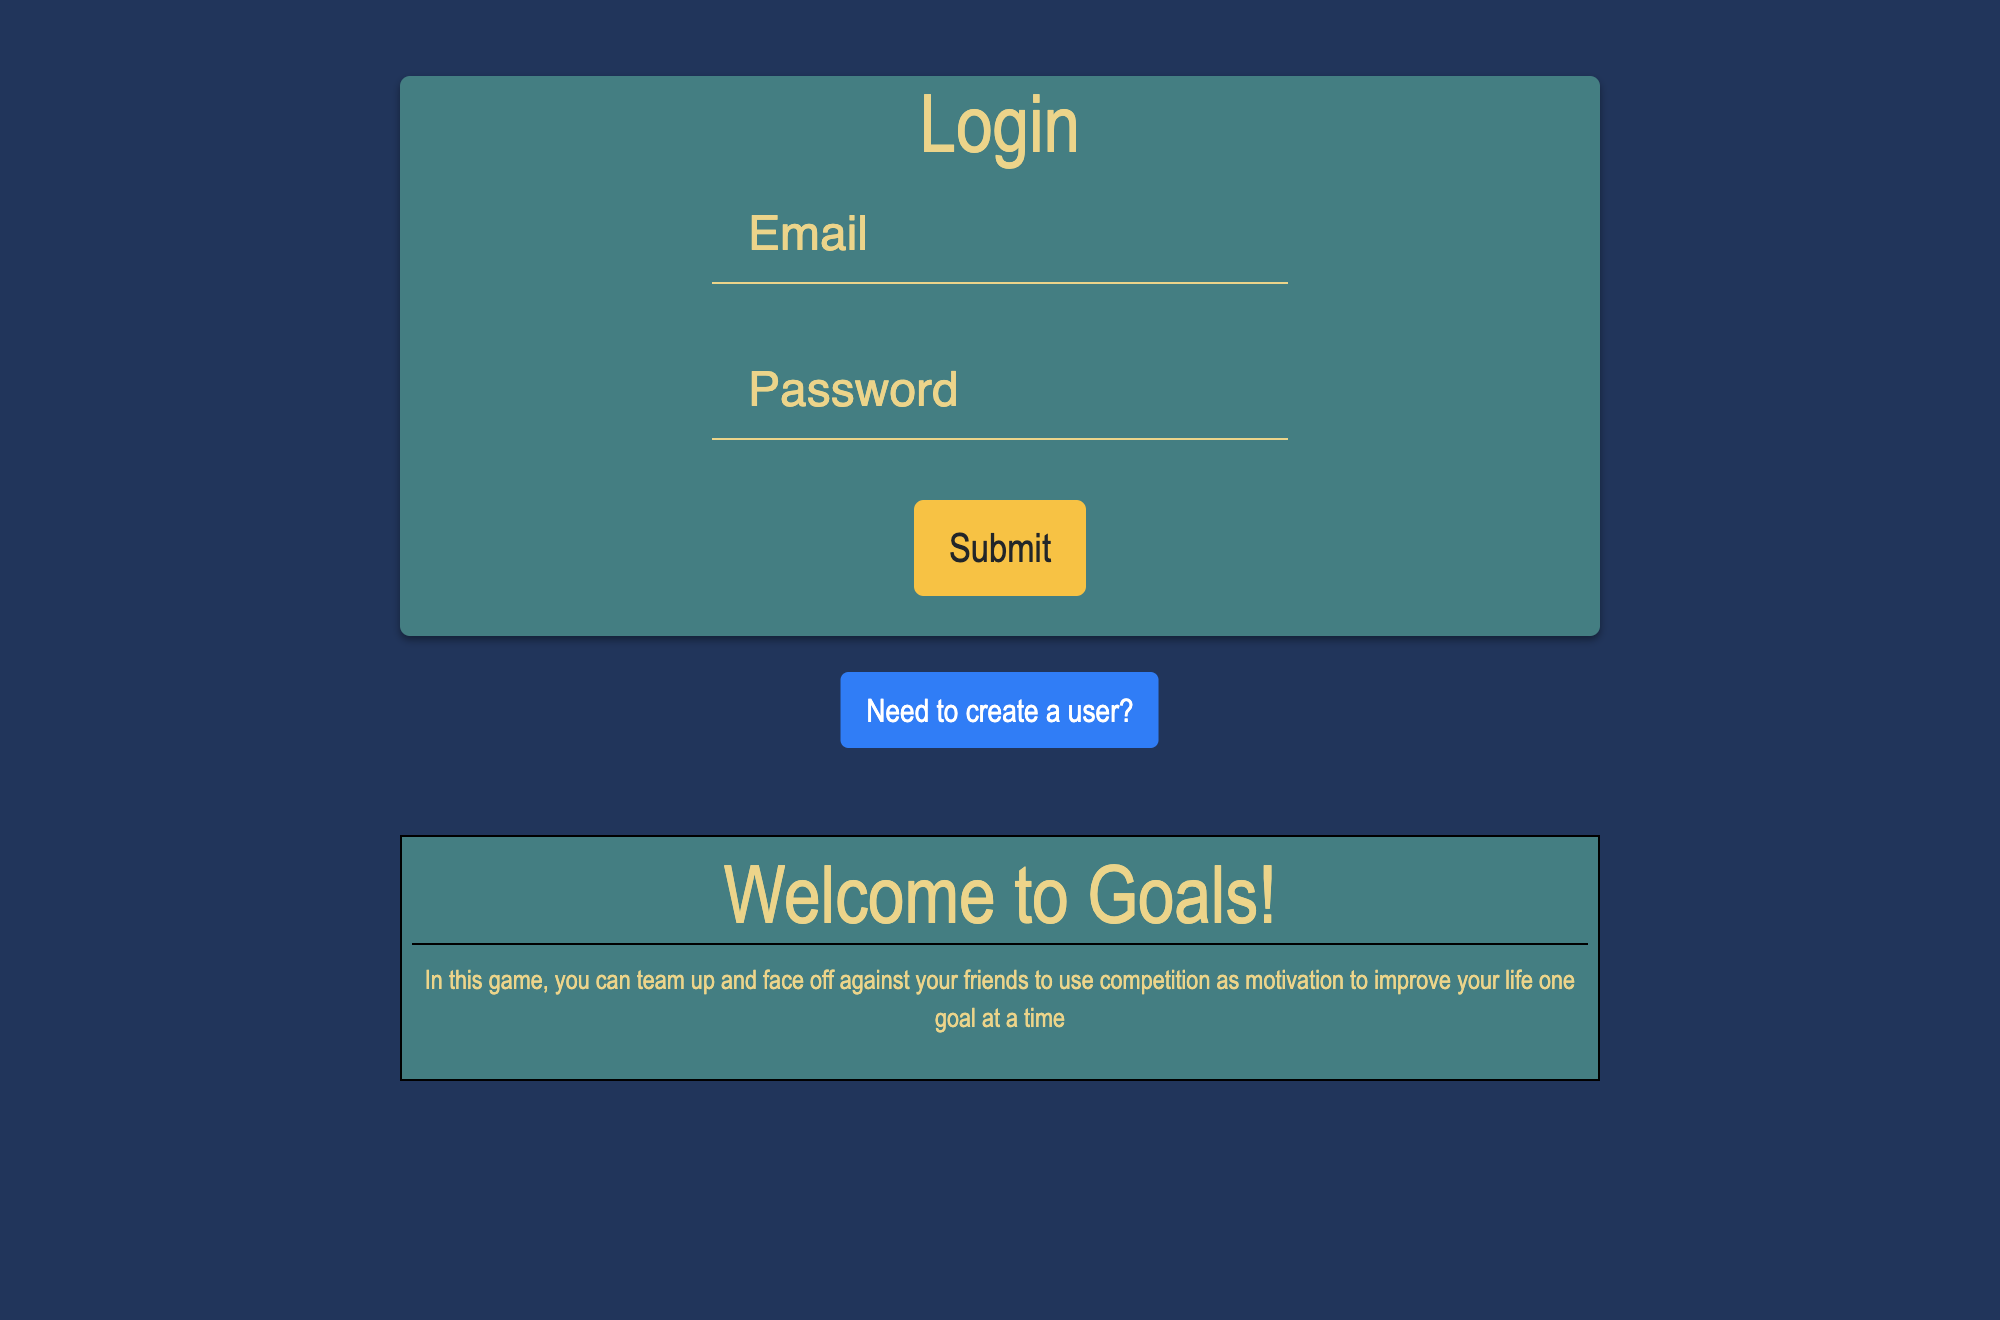 Login
Email
Password
Submit
Need to create a user?
Welcome to Goals!
In this game, you can team up and face off against your friends to use competition as motivation to improve your life one
goal at a time